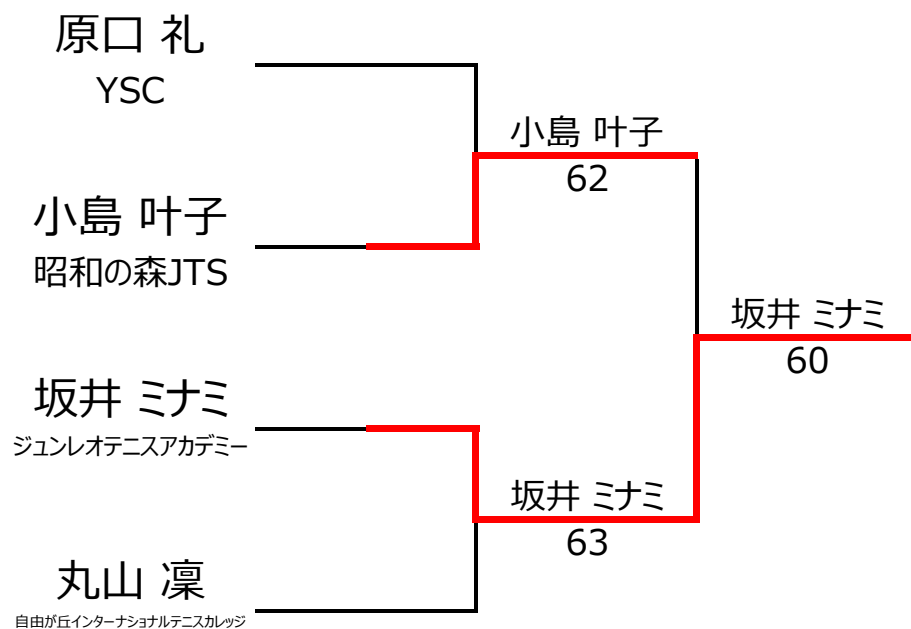 原口 礼
YSC
小島 叶子
62
小島 叶子
昭和の森JTS
坂井 ミナミ
60
坂井 ミナミ
ジュンレオテニスアカデミー
坂井 ミナミ
63
丸山 凜
自由が丘インターナショナルテニスカレッジ